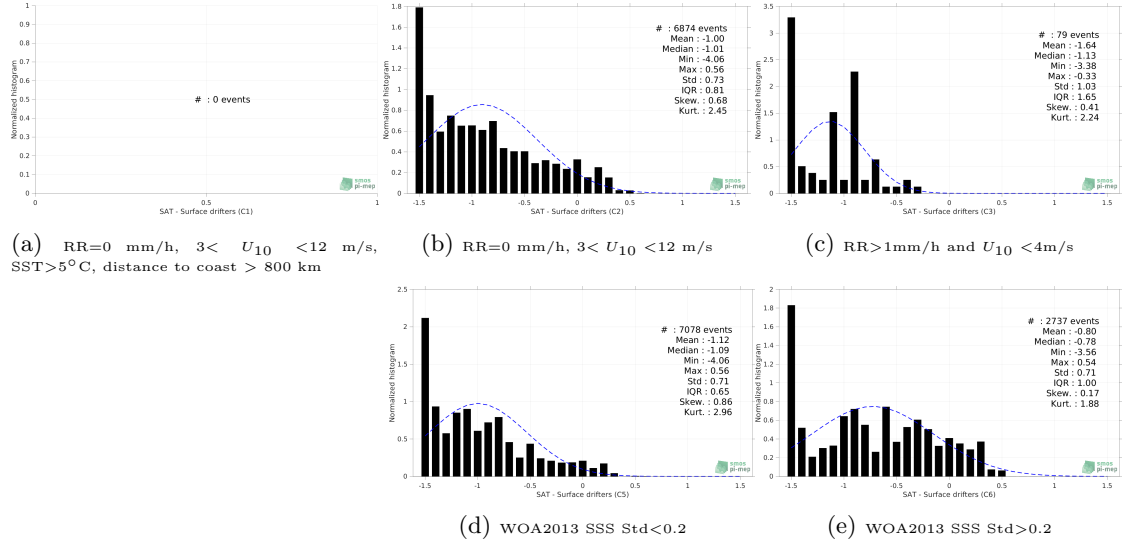 1
0.9
0.8
0.7
0.6
0.5
0.4
0.3
0.2
0.1
0
Normalized histogram
# : 0 events
smos
pi-mep
0 0.5 1
SAT - Surface drifters (C1)
(a) RR=0 mm/h, 3< U10 <12 m/s,
SST>5°C, distance to coast > 800 km
1.8
1.6
1.4
1.2
1
0.8
0.6
0.4
0.2
0
Normalized histogram
# : 6874 events
Mean : -1.00
Median : -1.01
Min : -4.06
Max : 0.56
Std : 0.73
IQR : 0.81
Skew. : 0.68
Kurt. : 2.45
smos
pi-mep
-1.5 -1 -0.5 0 0.5 1 1.5
SAT - Surface drifters (C2)
(b) RR=0 mm/h, 3< U10 <12 m/s
3.5
3
2.5
2
1.5
1
0.5
0
Normalized histogram
# : 79 events
Mean : -1.64
Median : -1.13
Min : -3.38
Max : -0.33
Std : 1.03
IQR : 1.65
Skew. : 0.41
Kurt. : 2.24
smos
pi-mep
-1.5 -1 -0.5 0 0.5 1 1.5
SAT - Surface drifters (C3)
(c) RR>1mm/h and U10 <4m/s
2.5
2
1.5
1
0.5
0
Normalized histogram
# : 7078 events
Mean : -1.12
Median : -1.09
Min : -4.06
Max : 0.56
Std : 0.71
IQR : 0.65
Skew. : 0.86
Kurt. : 2.96
smos
pi-mep
-1.5 -1 -0.5 0 0.5 1 1.5
SAT - Surface drifters (C5)
(d) WOA2013 SSS Std<0.2
2
1.8
1.6
1.4
1.2
1
0.8
0.6
0.4
0.2
0
Normalized histogram
# : 2737 events
Mean : -0.80
Median : -0.78
Min : -3.56
Max : 0.54
Std : 0.71
IQR : 1.00
Skew. : 0.17
Kurt. : 1.88
smos
pi-mep
-1.5 -1 -0.5 0 0.5 1 1.5
SAT - Surface drifters (C6)
(e) WOA2013 SSS Std>0.2